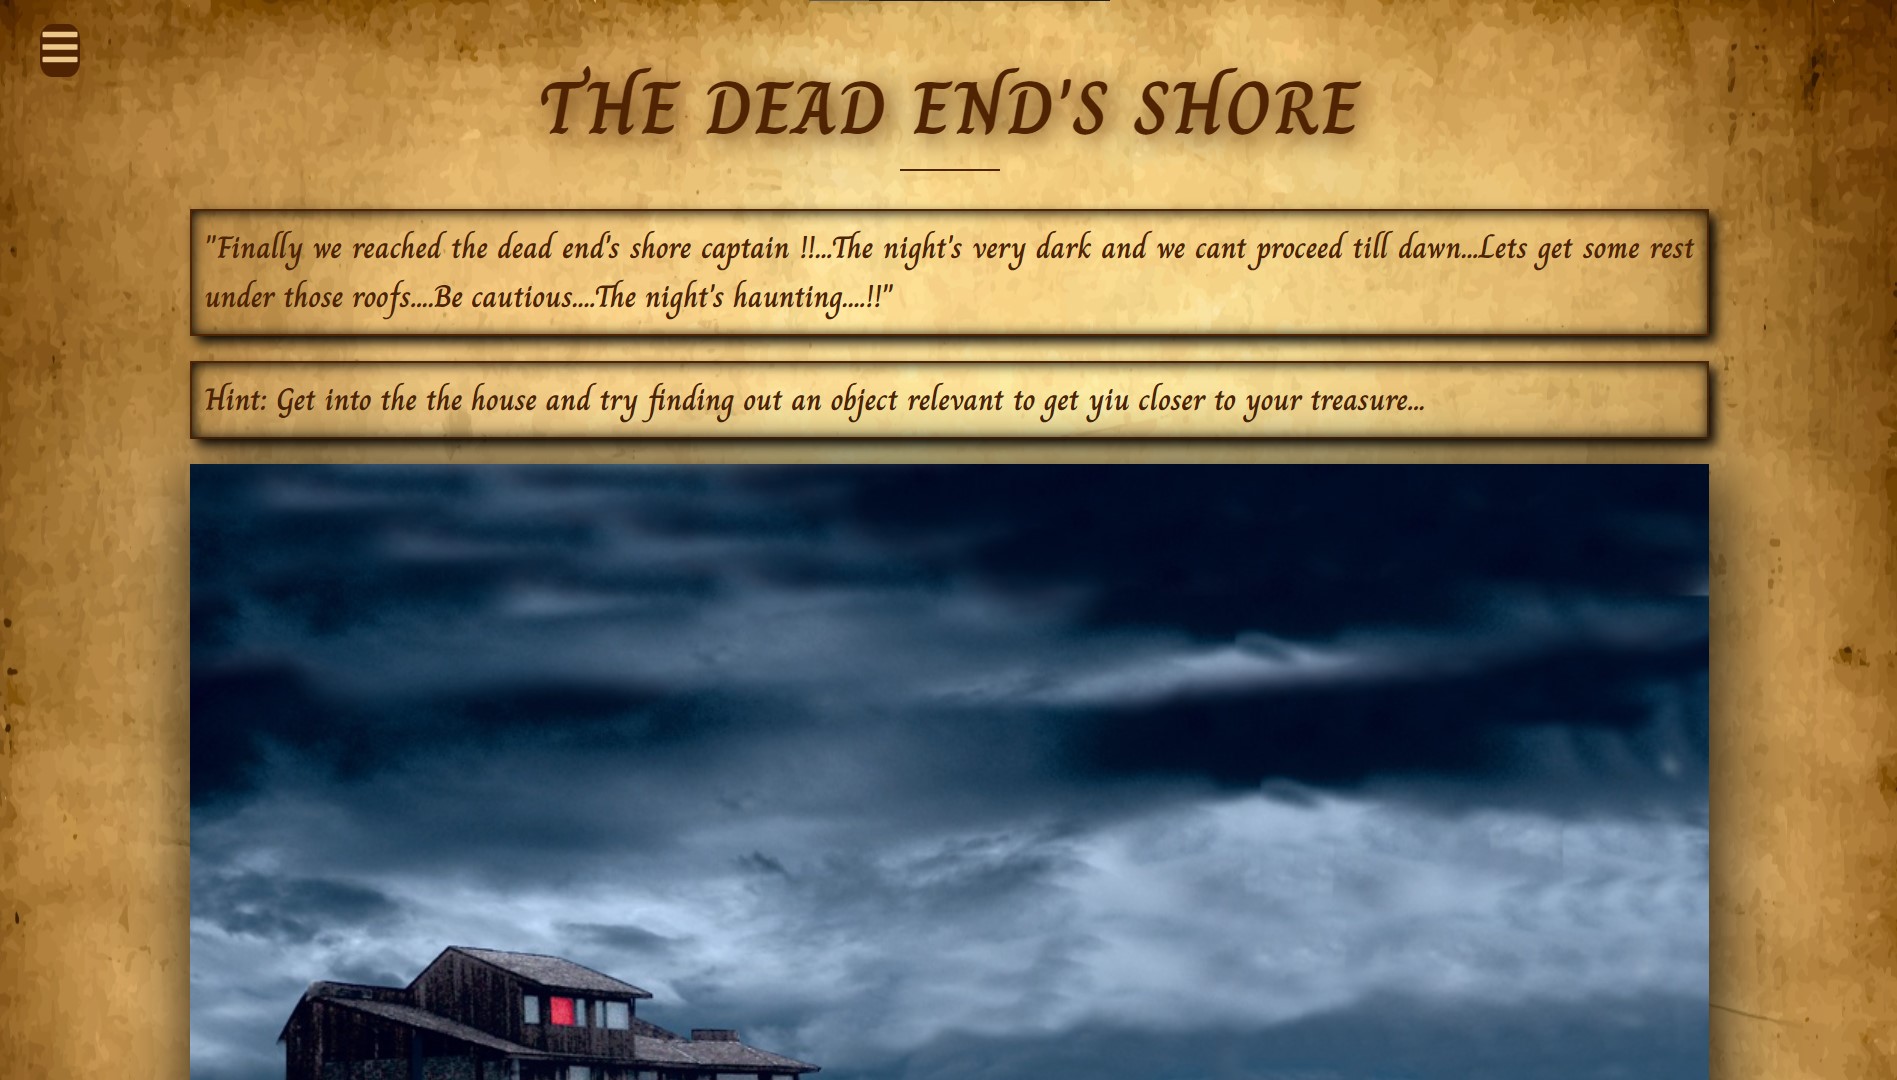 THE DEAD END'S SHORE
"Finally we reached the dead end's shore captain !!...The night's very dark and we cant proceed till dawn...Lets get some rest
under those roofs....Be cautious....The night's haunting....!!"
Hint: Get into the the house and try finding out an object relevant to get yiu closer to your treasure...